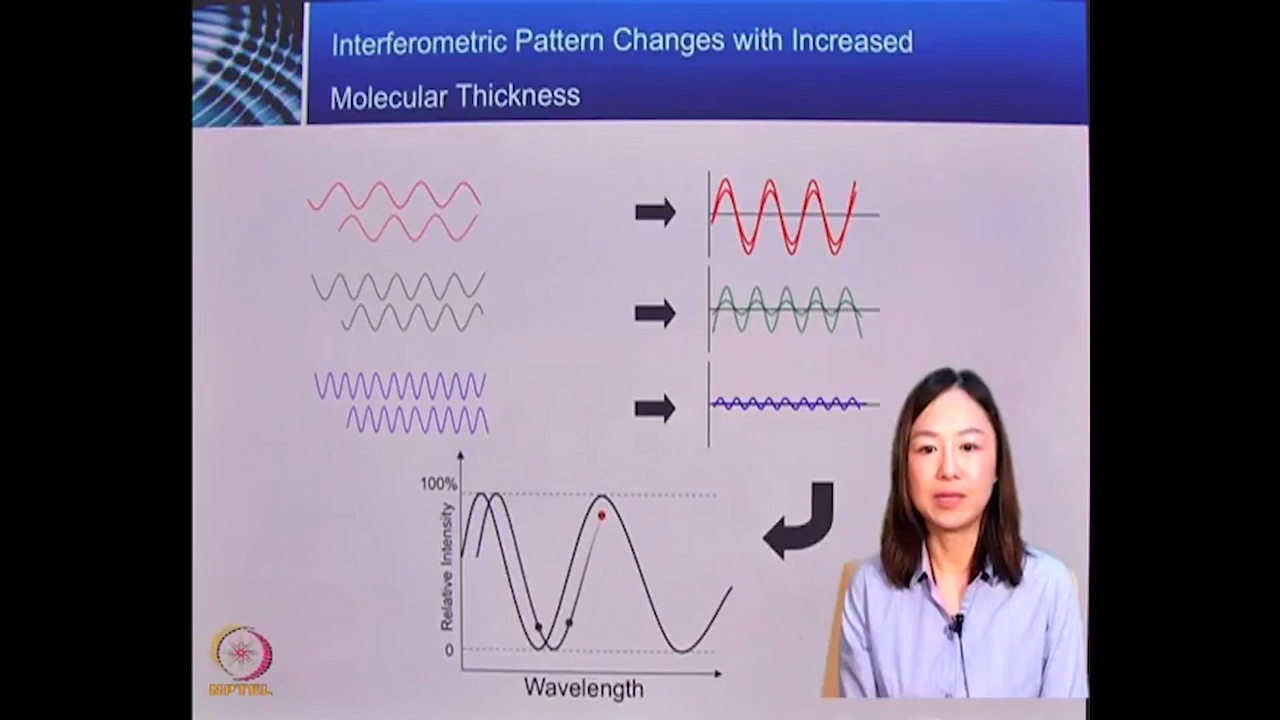 Interferometric Pattern Changes with Increased
Molecular Thickness
100%
Relative Intensity
0
Wavelength
NPTEL